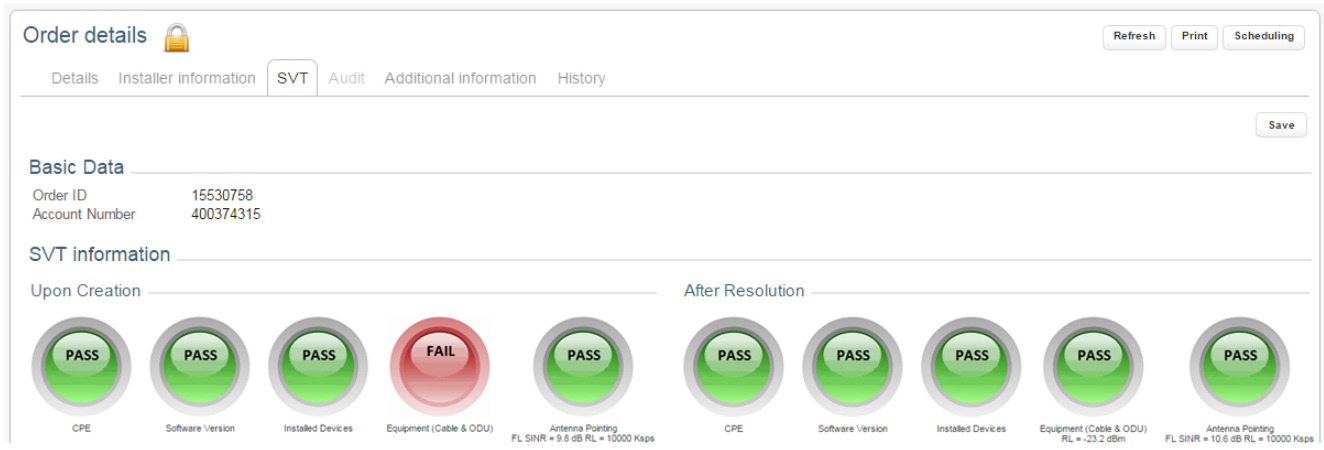 Order details
Refresh Print Scheduling
Details Installer information SVT Audit Additional information History
Save
Basic Data
Order ID 15530758
Account Number 400374315
SVT information
Upon Creation After Resolution
PASS PASS PASS FAIL PASS PASS PASS PASS PASS PASS
CPE Software Version Installed Devices Equipment (Cable & ODU) Antenna Pointing CPE Software Version Installed Devices Equipment (Cable & ODU) Antenna Pointing
FL SINR = 9.8 dB RL = 10000 Ksps RL = -23.2 dBm FL SINR = 10.6 dB RL = 10000 Ksps